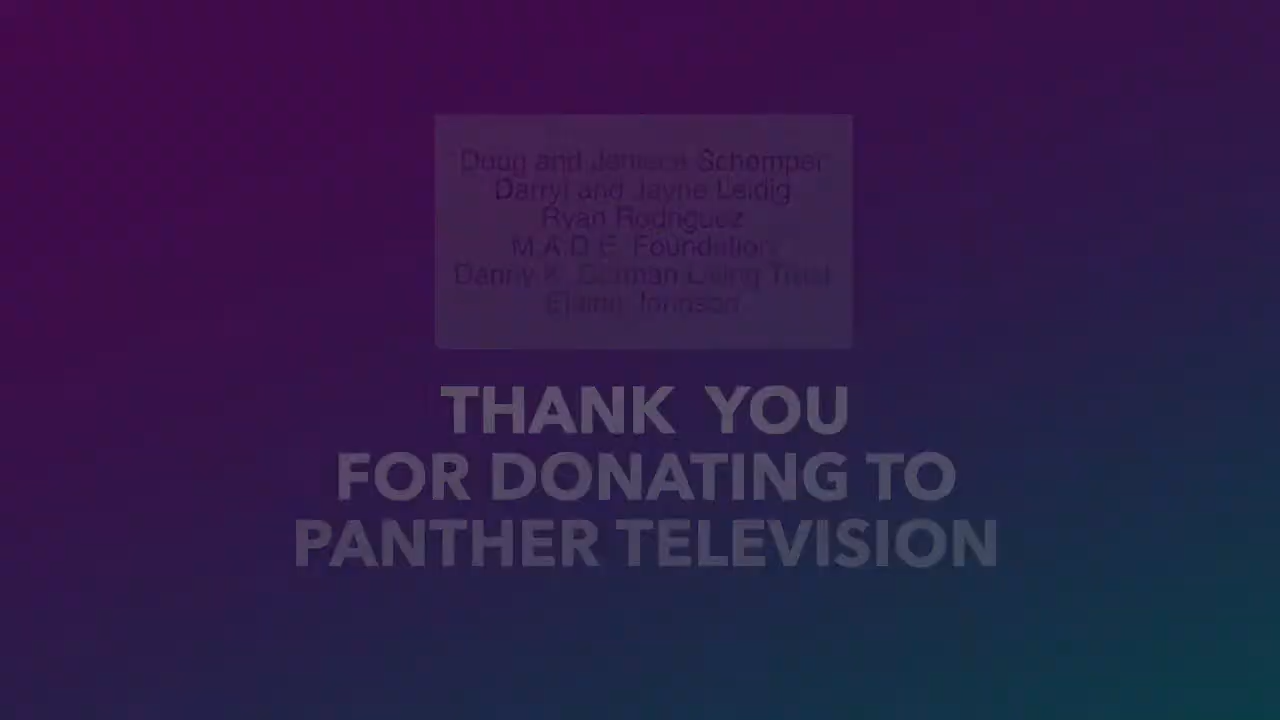 Doug and Schemper
Darryl and Jayne Leidig
Ryan Rodriguez
M.A.D.E. Foundation
Danny K. Living Trust
Elaine Johnson
THANK YOU
FOR DONATING TO
PANTHER TELEVISION